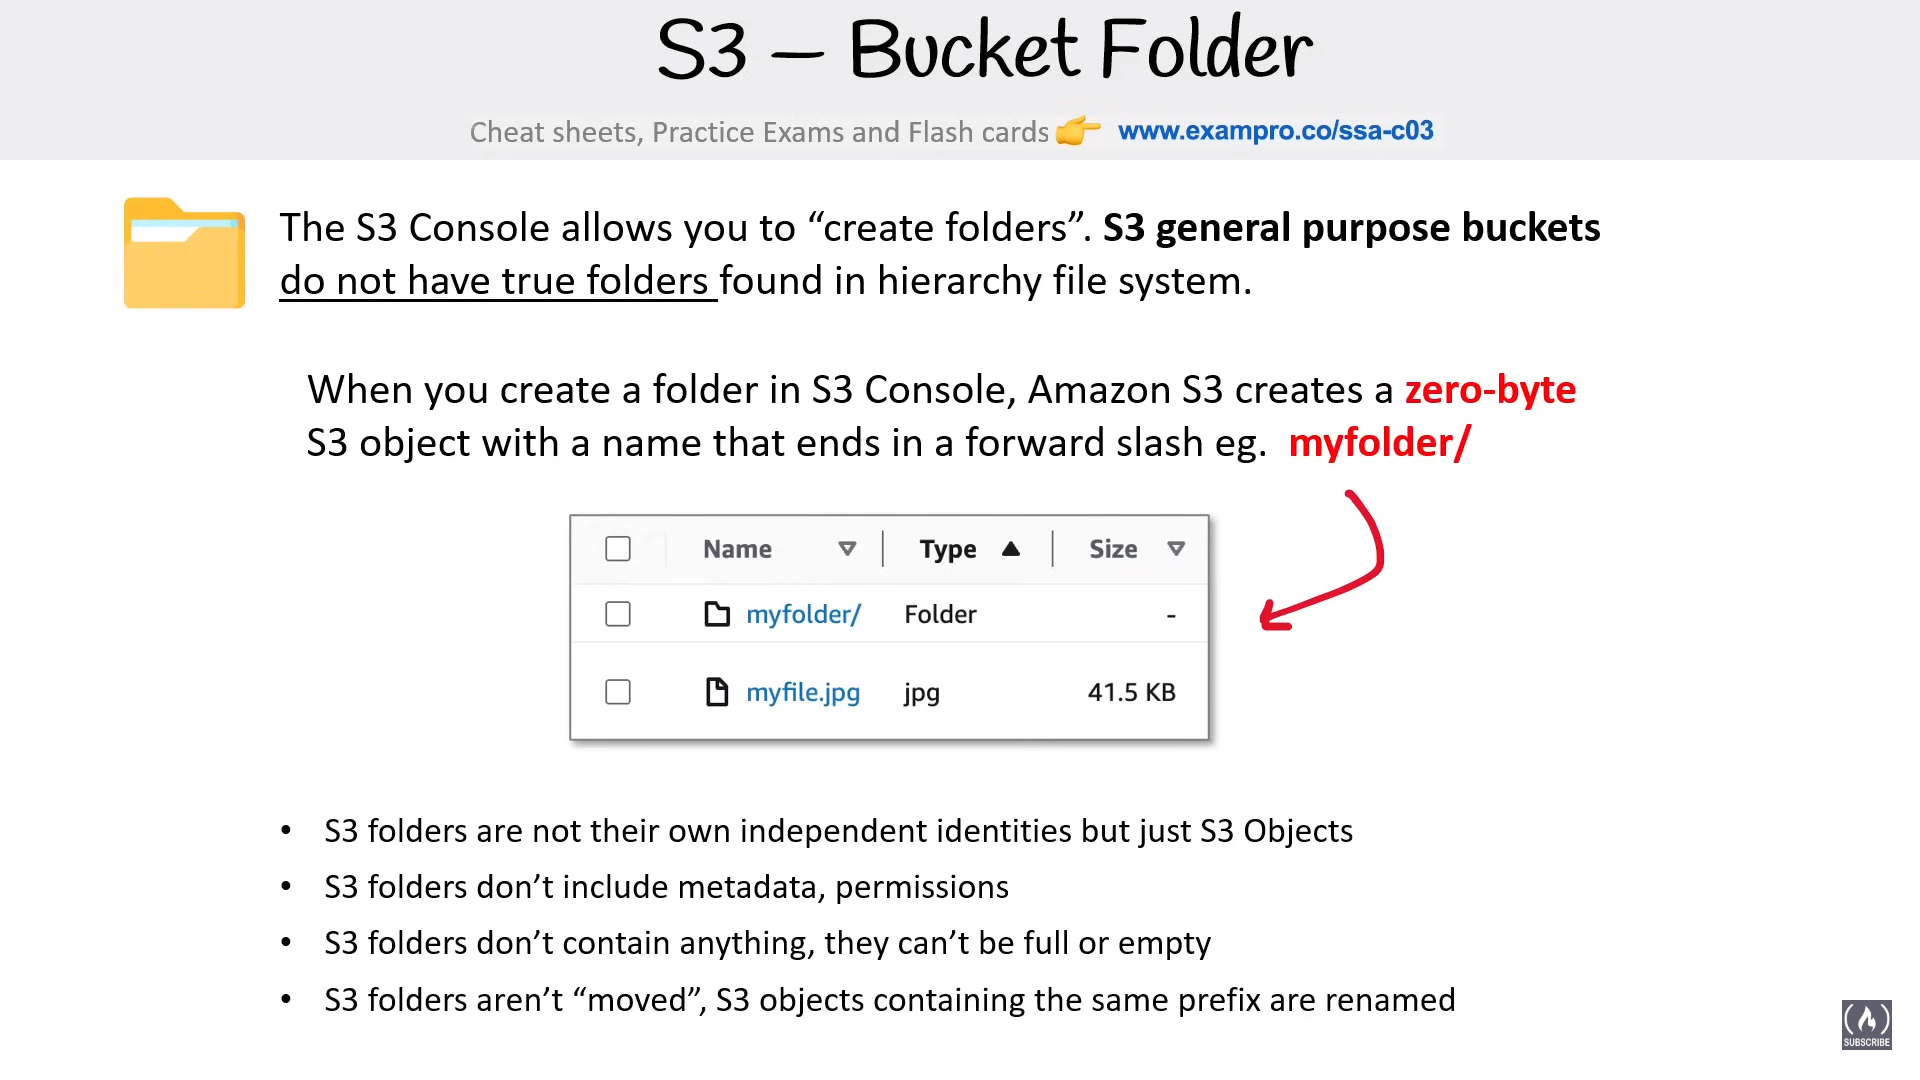 S3 – Bucket Folder
Cheat sheets, Practice Exams and Flash cards 👉 www.exampro.co/ssa-c03
The S3 Console allows you to “create folders”. S3 general purpose buckets
do not have true folders found in hierarchy file system.
When you create a folder in S3 Console, Amazon S3 creates a zero-byte
S3 object with a name that ends in a forward slash eg. myfolder/
Name Type Size
myfolder/ Folder -
myfile.jpg jpg 41.5 KB
• S3 folders are not their own independent identities but just S3 Objects
• S3 folders don’t include metadata, permissions
• S3 folders don’t contain anything, they can’t be full or empty
• S3 folders aren’t “moved”, S3 objects containing the same prefix are renamed
SUBSCRIBE